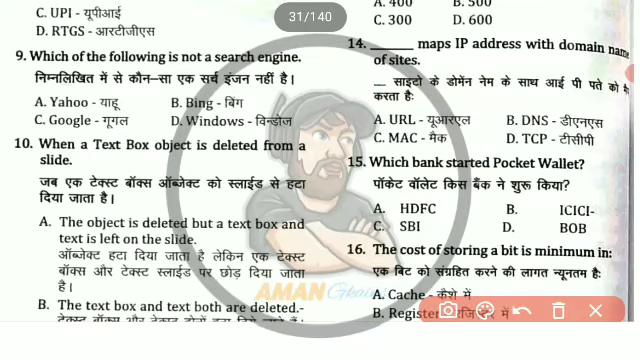 C. UPI - यूपीआई
D. RTGS - आरटीजीएस
9. Which of the following is not a search engine.
निम्नलिखित में से कौन-सा एक सर्च इंजन नहीं है।
A. Yahoo - याहू B. Bing - बिंग
C. Google - गूगल D. Windows - विन्डोज
10. When a Text Box object is deleted from a
slide.
जब एक टेक्स्ट बॉक्स ऑब्जेक्ट को स्लाईड से हटा
दिया जाता है।
A. The object is deleted but a text box and
text is left on the slide.
ऑब्जेक्ट हटा दिया जाता है लेकिन एक टेक्स्ट
बॉक्स और टेक्स्ट स्लाईड पर छोड़ दिया जाता
है।
B. The text box and text both are deleted.-
31/140
A. 400 B. 500
C. 300 D. 600
14. ______ maps IP address with domain name
of sites.
__ साइटो के डोमेंन नेम के साथ आई पी पते को
करता है:
A. URL - यूआरएल B. DNS - डीएनएस
C. MAC - मैक D. TCP - टीसीपी
15. Which bank started Pocket Wallet?
पॉकेट वॉलेट किस बैंक ने शुरू किया?
A. HDFC B. ICICI-
C. SBI D. BOB
16. The cost of storing a bit is minimum in:
एक बिट को संग्रहित करने की लागत न्यूनतम है:
A. Cache - कैशे में
B. Register में
AMAN